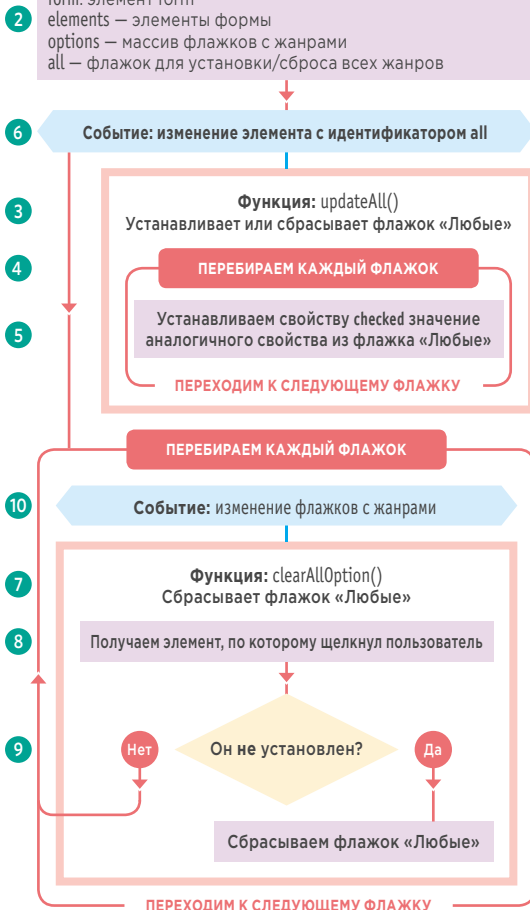 2
form: элемент form
elements — элементы формы
options — массив флажков с жанрами
all — флажок для установки/сброса всех жанров
6
Событие: изменение элемента с идентификатором all
3
Функция: updateAll()
Устанавливает или сбрасывает флажок «Любые»
4
ПЕРЕБИРАЕМ КАЖДЫЙ ФЛАЖОК
5
Устанавливаем свойству checked значение
аналогичного свойства из флажка «Любые»
ПЕРЕХОДИМ К СЛЕДУЮЩЕМУ ФЛАЖКУ
ПЕРЕБИРАЕМ КАЖДЫЙ ФЛАЖОК
10
Событие: изменение флажков с жанрами
7
Функция: clearAllOption()
Сбрасывает флажок «Любые»
8
Получаем элемент, по которому щелкнул пользователь
9
Нет
Он не установлен?
Да
Сбрасываем флажок «Любые»
ПЕРЕХОДИМ К СЛЕДУЮЩЕМУ ФЛАЖКУ